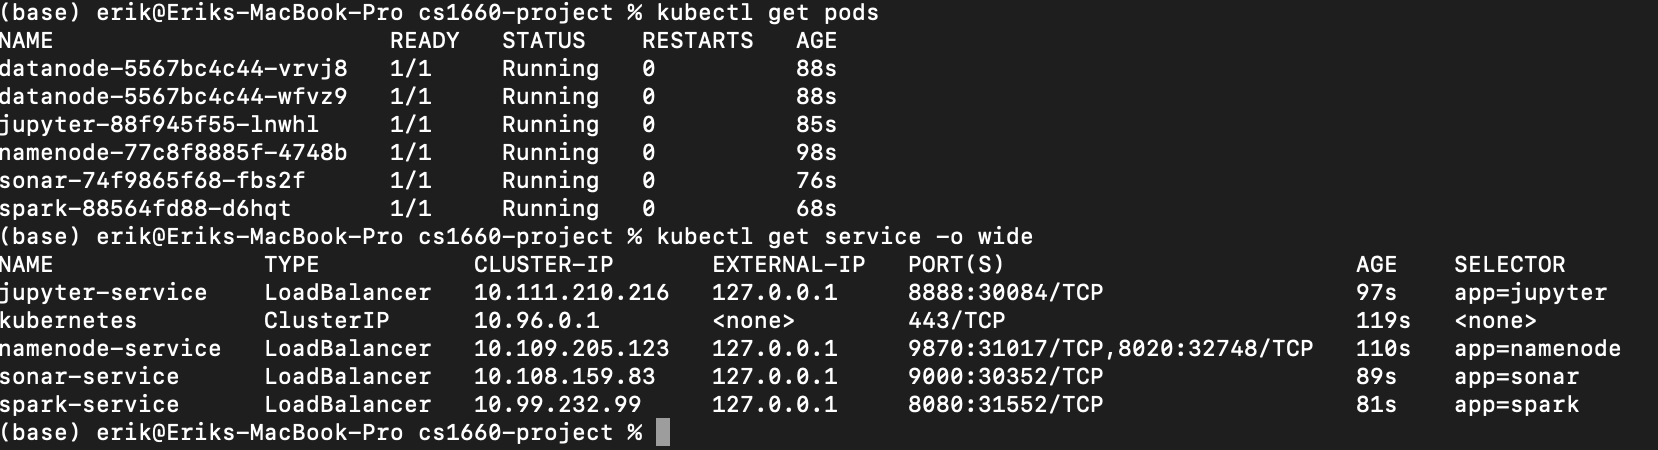 (base) erik@Eriks-MacBook-Pro cs1660-project % kubectl get pods
NAME                        READY   STATUS    RESTARTS   AGE
datanode-5567bc4c44-vrvj8   1/1     Running   0          88s
datanode-5567bc4c44-wfvz9   1/1     Running   0          88s
jupyter-88f945f55-lnwhl     1/1     Running   0          85s
namenode-77c8f8885f-4748b   1/1     Running   0          98s
sonar-74f9865f68-fbs2f      1/1     Running   0          76s
spark-88564fd88-d6hqt       1/1     Running   0          68s
(base) erik@Eriks-MacBook-Pro cs1660-project % kubectl get service -o wide
NAME               TYPE           CLUSTER-IP       EXTERNAL-IP   PORT(S)                         AGE    SELECTOR
jupyter-service    LoadBalancer   10.111.210.216   127.0.0.1     8888:30084/TCP                  97s    app=jupyter
kubernetes         ClusterIP      10.96.0.1        <none>        443/TCP                         119s   <none>
namenode-service   LoadBalancer   10.109.205.123   127.0.0.1     9870:31017/TCP,8020:32748/TCP   110s   app=namenode
sonar-service      LoadBalancer   10.108.159.83    127.0.0.1     9000:30352/TCP                  89s    app=sonar
spark-service      LoadBalancer   10.99.232.99     127.0.0.1     8080:31552/TCP                  81s    app=spark
(base) erik@Eriks-MacBook-Pro cs1660-project %